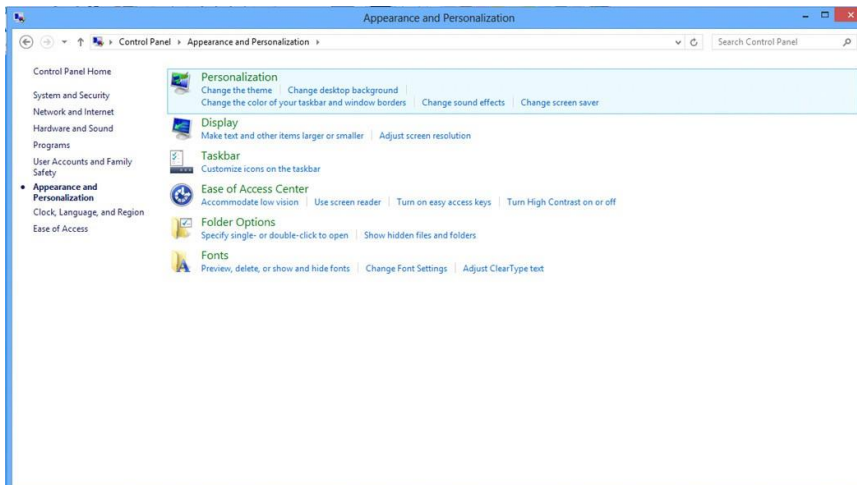 Appearance and Personalization
Control Panel Appearance and Personalization
Search Control Panel
Control Panel Home
System and Security
Network and Internet
Hardware and Sound
Programs
User Accounts and Family
Safety
Appearance and
Personalization
Clock, Language, and Region
Ease of Access
Personalization
Change the theme Change desktop background
Change the color of your taskbar and window borders Change sound effects Change screen saver
Display
Make text and other items larger or smaller Adjust screen resolution
Taskbar
Customize icons on the taskbar
Ease of Access Center
Accommodate low vision Use screen reader Turn on easy access keys Turn High Contrast on or off
Folder Options
Specify single- or double-click to open Show hidden files and folders
Fonts
Preview, delete, or show and hide fonts Change Font Settings Adjust ClearType text